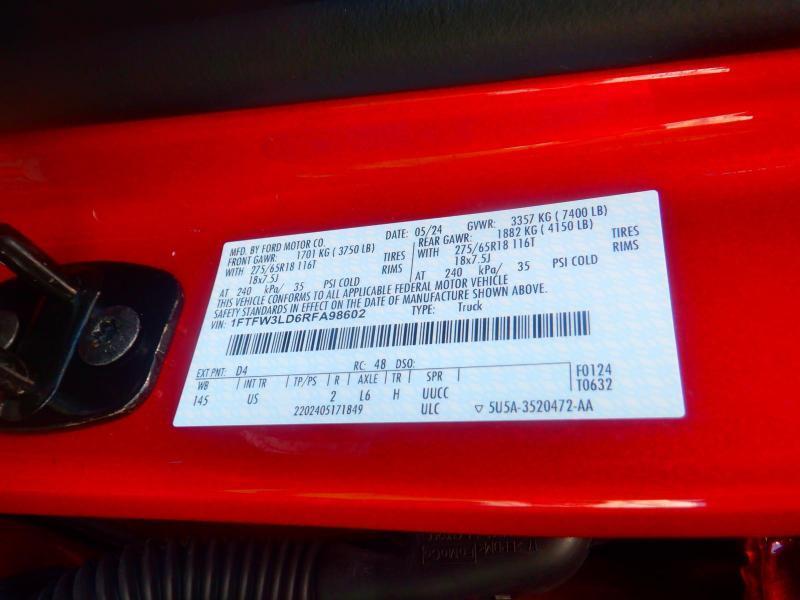 MFD. BY FORD MOTOR CO. DATE: 05/24 GVWR: 3357 KG ( 7400 LB)
FRONT GAWR: 1701 KG ( 3750 LB) REAR GAWR: 1882 KG ( 4150 LB)
WITH 275/65R18 116T TIRES WITH 275/65R18 116T TIRES
18x7.5J RIMS 18x7.5J RIMS
AT 240 kPa/ 35 PSI COLD AT 240 kPa/ 35 PSI COLD
THIS VEHICLE CONFORMS TO ALL APPLICABLE FEDERAL MOTOR VEHICLE
SAFETY STANDARDS IN EFFECT ON THE DATE OF MANUFACTURE SHOWN ABOVE.
VIN: 1FTFW3LD6RFA98602 TYPE: Truck
EXT PNT: D4 RC: 48 DSO: F0124
WB INT TR TP/PS R AXLE TR SPR T0632
145 US 2 L6 H UUCC
2202405171849 ULC ▽ 5U5A-3520472-AA